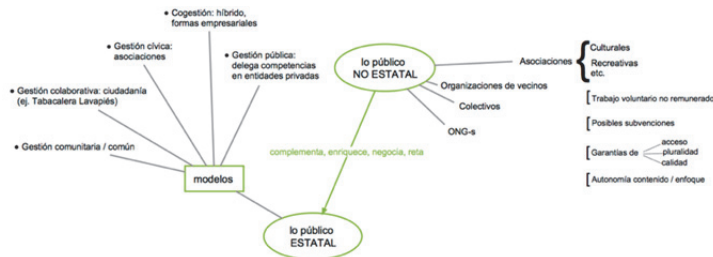 • Cogestión: híbrido,
formas empresariales
• Gestión cívica:
asociaciones
• Gestión pública:
delega competencias
en entidades privadas
• Gestión colaborativa: ciudadanía
(ej. Tabacalera Lavapiés)
• Gestión comunitaria / común
modelos
lo público
NO ESTATAL
Asociaciones
Culturales
Recreativas
etc.
Organizaciones de vecinos
Colectivos
ONG-s
Trabajo voluntario no remunerado
Posibles subvenciones
Garantías de
acceso
pluralidad
calidad
Autonomía contenido / enfoque
complementa, enriquece, negocia, reta
lo público
ESTATAL